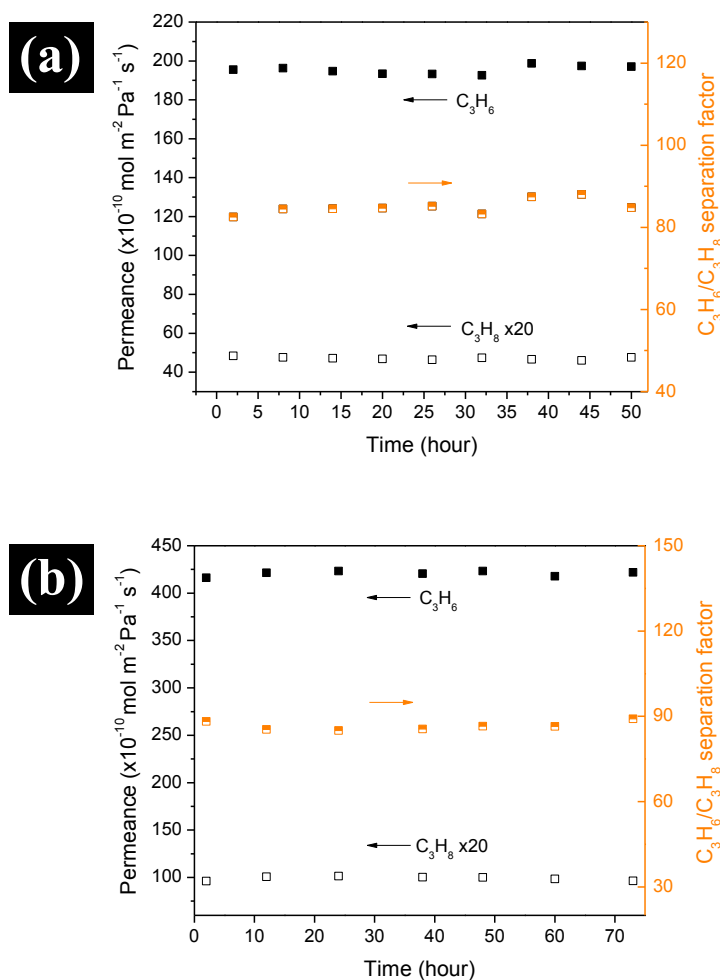 (a)
Permeance (x10⁻¹⁰ mol m⁻² Pa⁻¹ s⁻¹)
220
200
180
160
140
120
100
80
60
40
C₃H₆
C₃H₈ x20
120
100
80
60
40
C₃H₆/C₃H₈ separation factor
0 5 10 15 20 25 30 35 40 45 50
Time (hour)
(b)
Permeance (x10⁻¹⁰ mol m⁻² Pa⁻¹ s⁻¹)
450
400
350
300
250
200
150
100
C₃H₆
C₃H₈ x20
150
120
90
60
30
C₃H₆/C₃H₈ separation factor
0 10 20 30 40 50 60 70
Time (hour)